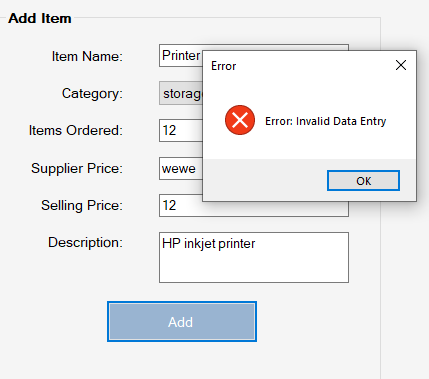 Add Item
Item Name: Printer
Error
Category: storage
Error: Invalid Data Entry
Items Ordered: 12
Supplier Price: wewe
OK
Selling Price: 12
Description: HP inkjet printer
Add